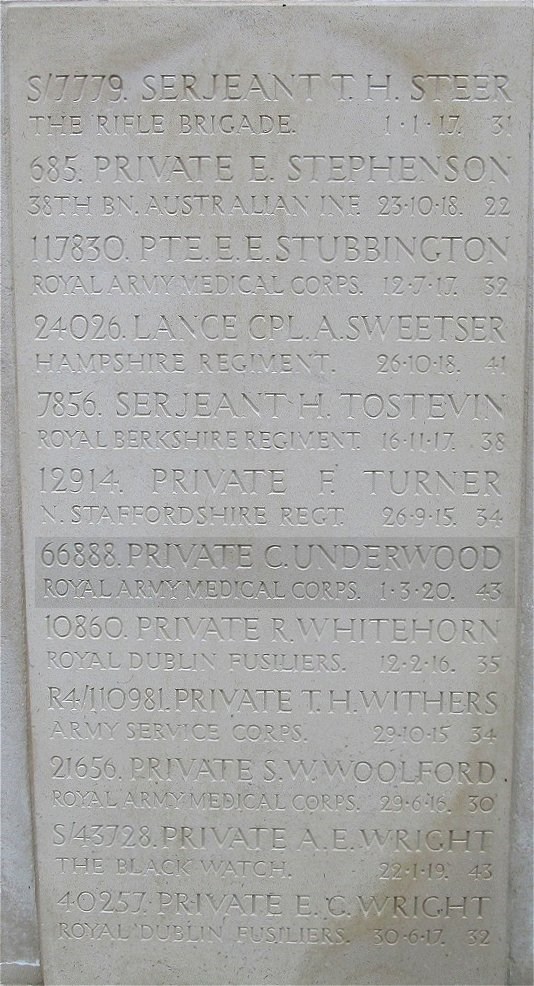 S/7779. SERJEANT T. H. STEER
THE RIFLE BRIGADE. 1·1·17. 31
685. PRIVATE E. STEPHENSON
38TH BN. AUSTRALIAN INF. 23·10·18. 22
117830. PTE. E. E. STUBBINGTON
ROYAL ARMY MEDICAL CORPS. 12·7·17. 32
24026. LANCE CPL. A. SWEETSER
HAMPSHIRE REGIMENT. 26·10·18. 41
7856. SERJEANT H. TOSTEVIN
ROYAL BERKSHIRE REGIMENT. 16·11·17. 38
12914. PRIVATE F. TURNER
N. STAFFORDSHIRE REGT. 26·9·15. 34
66888. PRIVATE C. UNDERWOOD
ROYAL ARMY MEDICAL CORPS. 1·3·20. 43
10860. PRIVATE R. WHITEHORN
ROYAL DUBLIN FUSILIERS. 12·2·16. 35
R4/110981. PRIVATE T. H. WITHERS
ARMY SERVICE CORPS. 29·10·15 34
21656. PRIVATE S. W. WOOLFORD
ROYAL ARMY MEDICAL CORPS. 29·6·16. 30
S/43728. PRIVATE A. E. WRIGHT
THE BLACK WATCH. 22·1·19. 43
40257. PRIVATE E. C. WRIGHT
ROYAL DUBLIN FUSILIERS. 30·6·17. 32